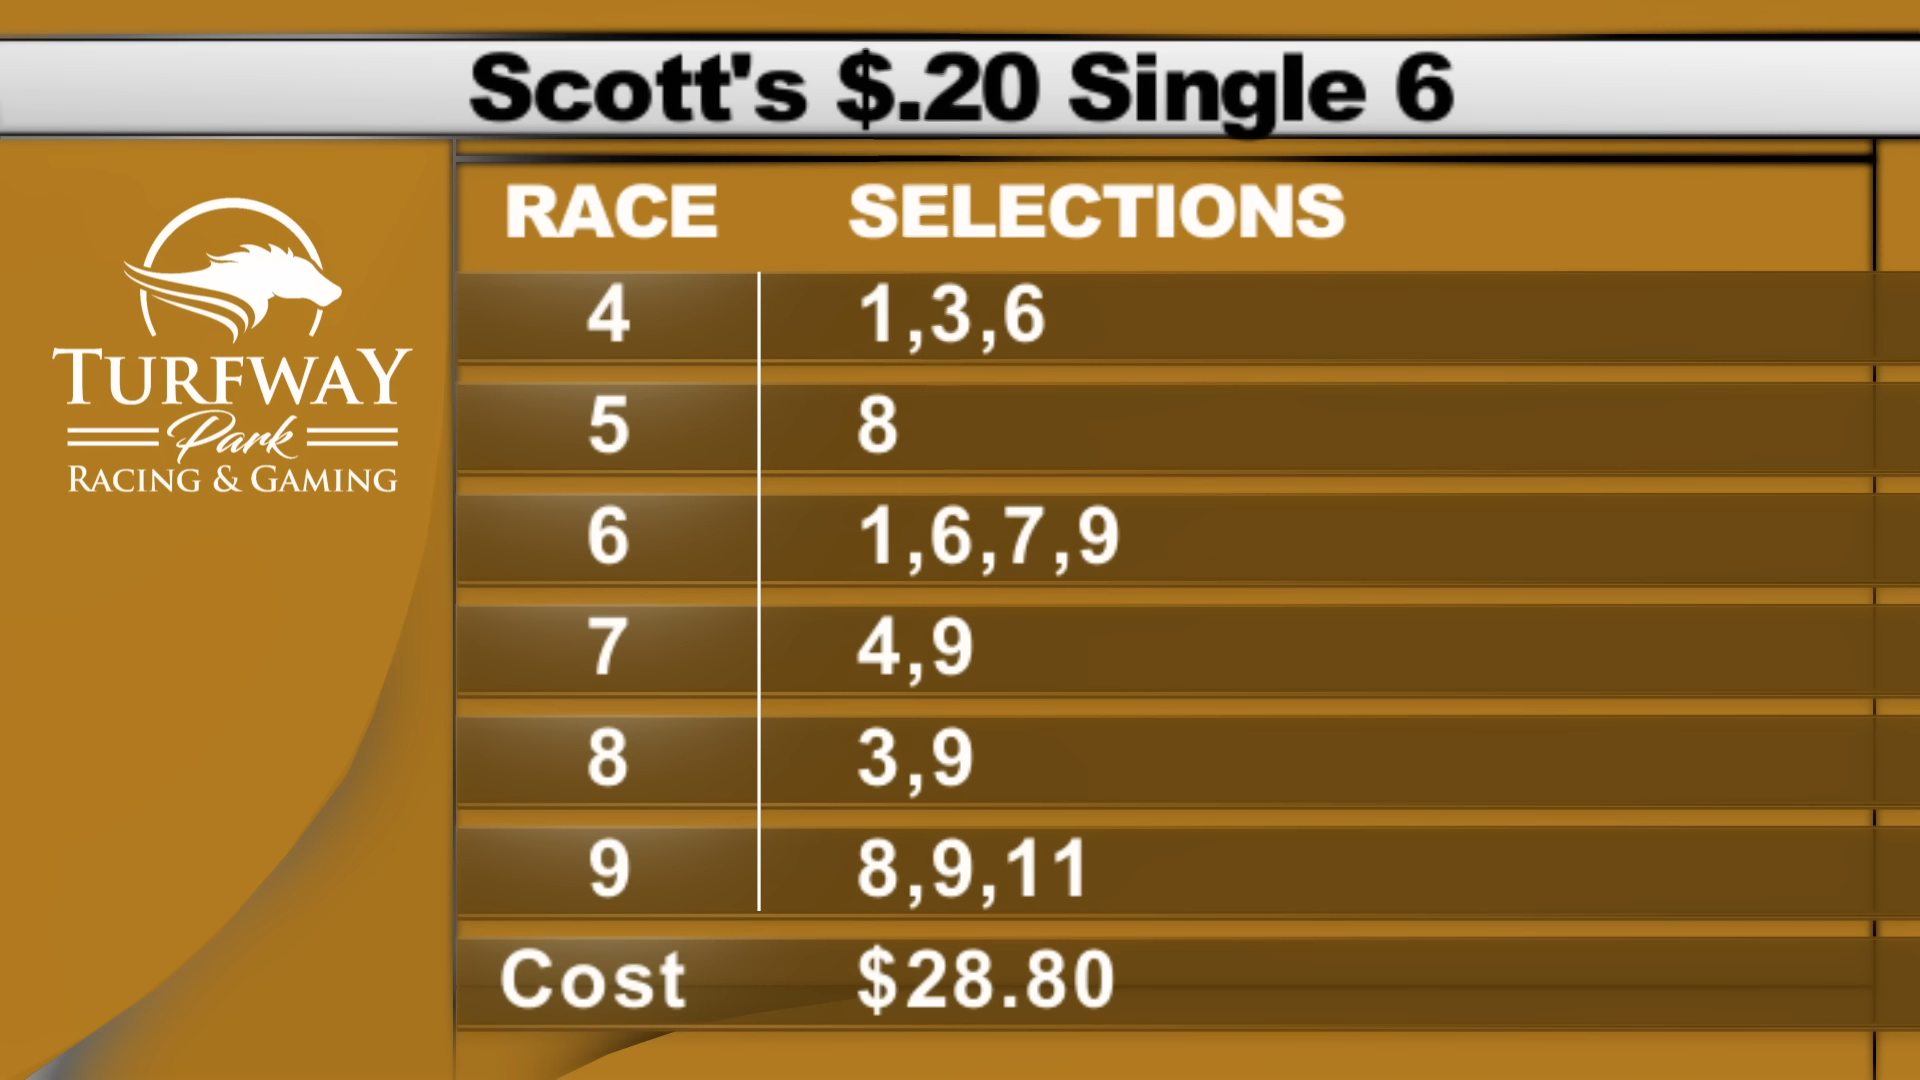 Scott's $.20 Single 6
TURFWAY
Park
RACING & GAMING
RACE SELECTIONS
4 1,3,6
5 8
6 1,6,7,9
7 4,9
8 3,9
9 8,9,11
Cost $28.80